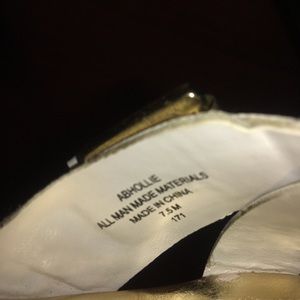 ABHOLLIE
ALL MAN MADE MATERIALS
MADE IN CHINA
7.5 M
171